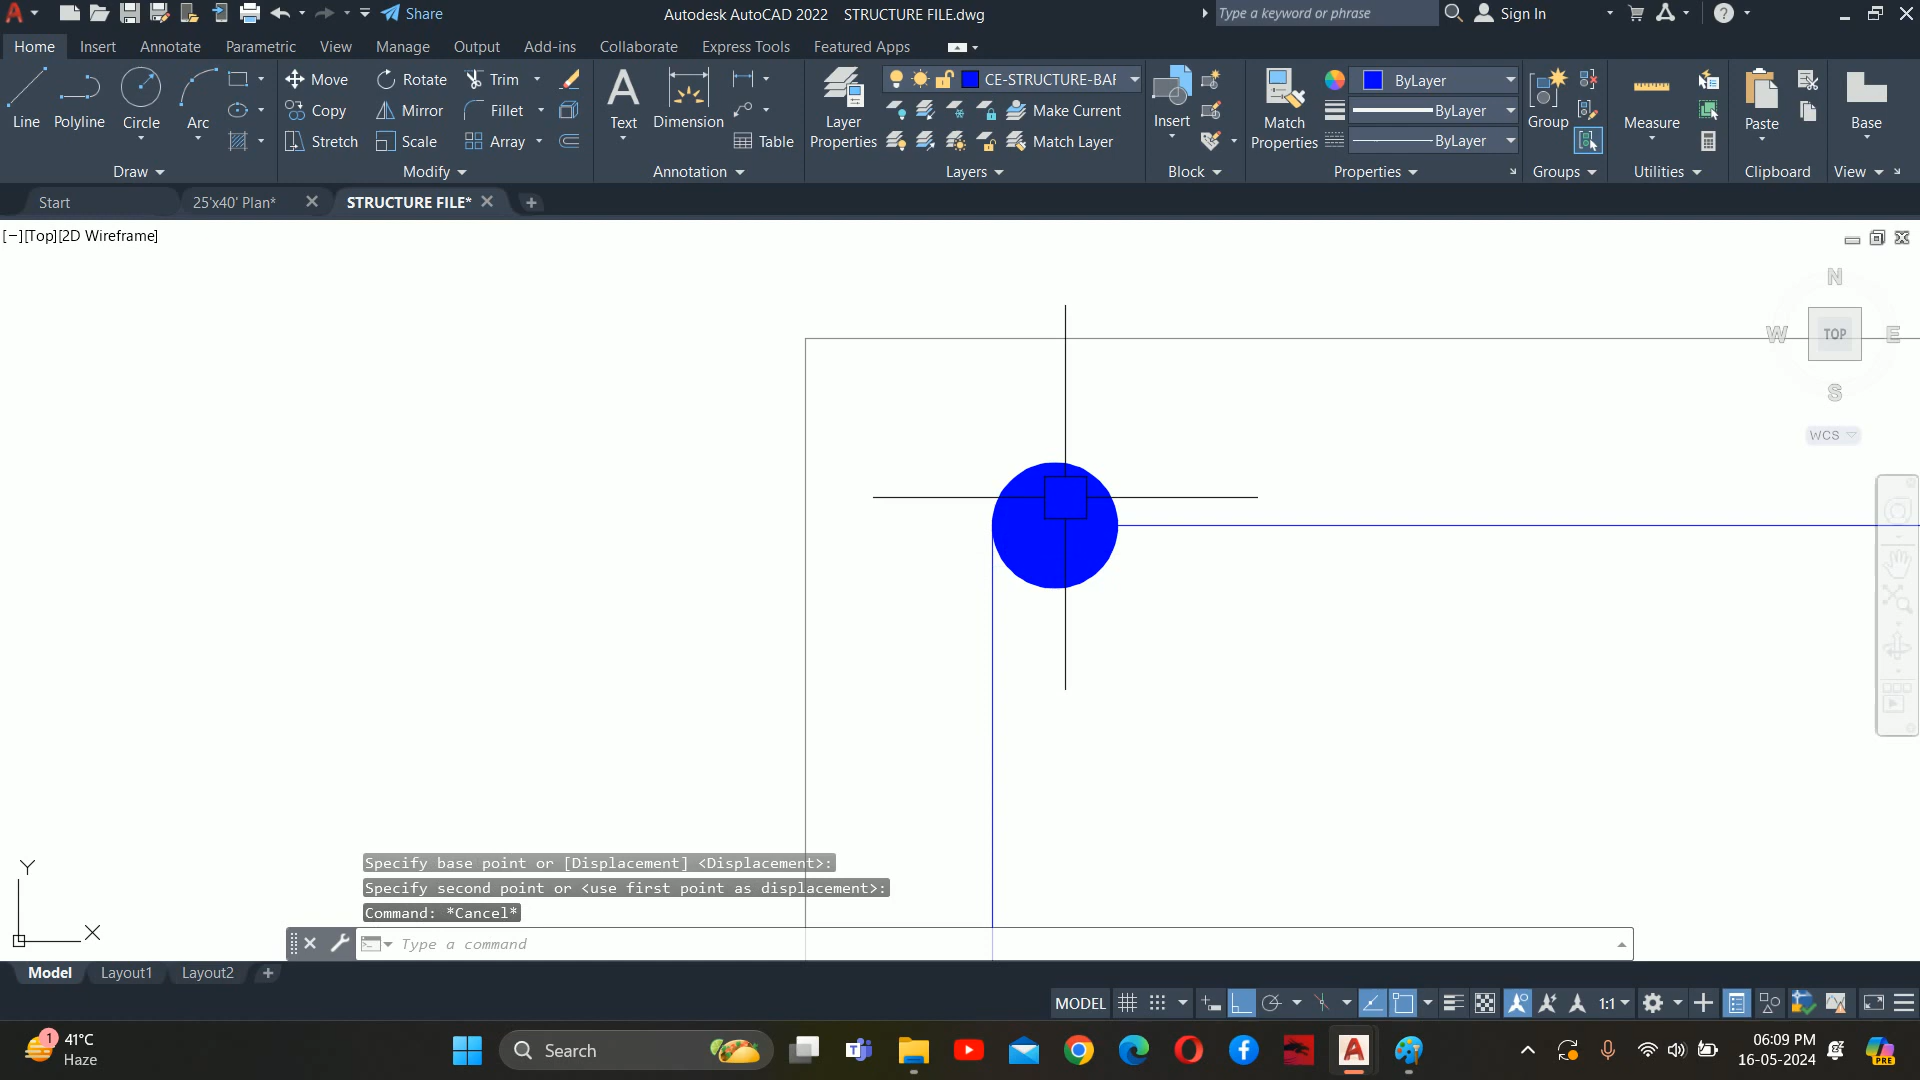 Share
Autodesk AutoCAD 2022 STRUCTURE FILE.dwg
Type a keyword or phrase
Sign In
Home Insert Annotate Parametric View Manage Output Add-ins Collaborate Express Tools Featured Apps
Line Polyline Circle Arc
Move Rotate Trim
Copy Mirror Fillet
Stretch Scale Array
Text Dimension Table
Layer Properties
CE-STRUCTURE-BAR
Make Current
Match Layer
Insert
Match Properties
ByLayer
ByLayer
ByLayer
Group Measure Paste Base
Draw Modify Annotation Layers Block Properties Groups Utilities Clipboard View
Start 25'x40' Plan* STRUCTURE FILE*
[−][Top][2D Wireframe]
N
W TOP E
S
WCS
Specify base point or [Displacement] <Displacement>:
Specify second point or <use first point as displacement>:
Command: *Cancel*
Type a command
Y
X
Model Layout1 Layout2
MODEL 1:1
1
41°C
Haze
Search
06:09 PM
16-05-2024
PRE